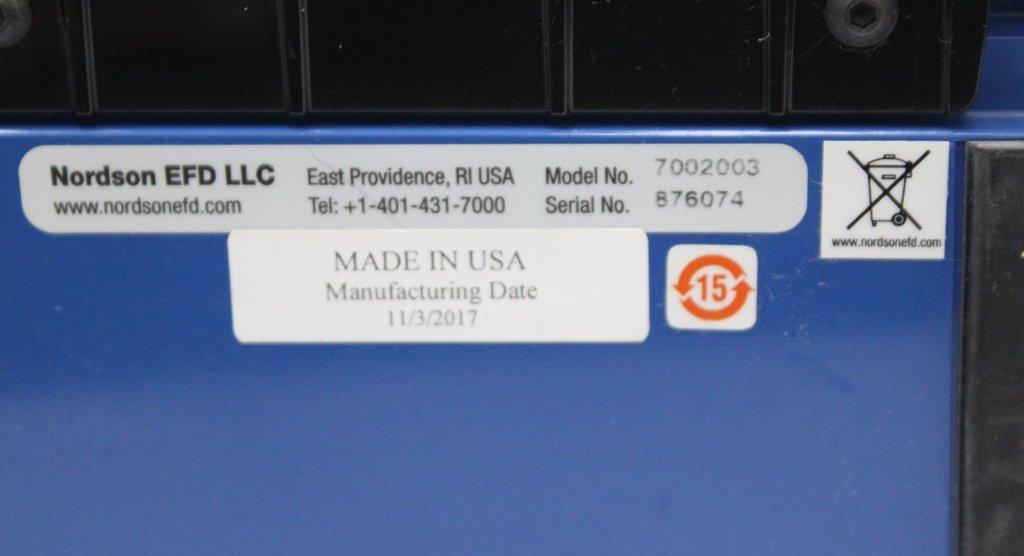 Nordson EFD LLC
www.nordsonefd.com
East Providence, RI USA
Tel: +1-401-431-7000
Model No. 7002003
Serial No. 876074
www.nordsonefd.com
MADE IN USA
Manufacturing Date
11/3/2017
15